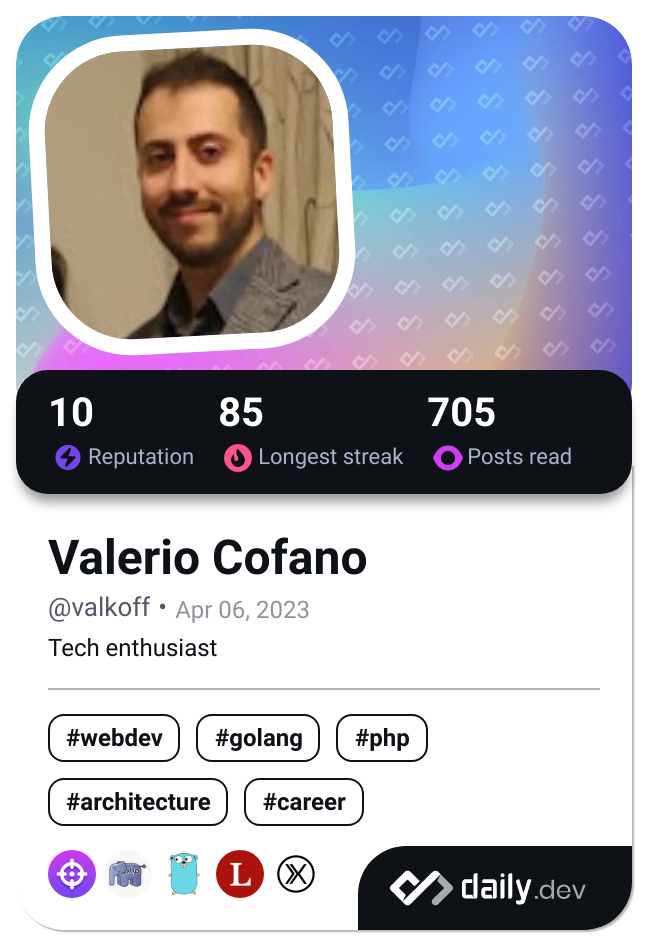 10 85 705
Reputation Longest streak Posts read
Valerio Cofano
@valkoff • Apr 06, 2023
Tech enthusiast
#webdev #golang #php
#architecture #career
php L X
daily.dev